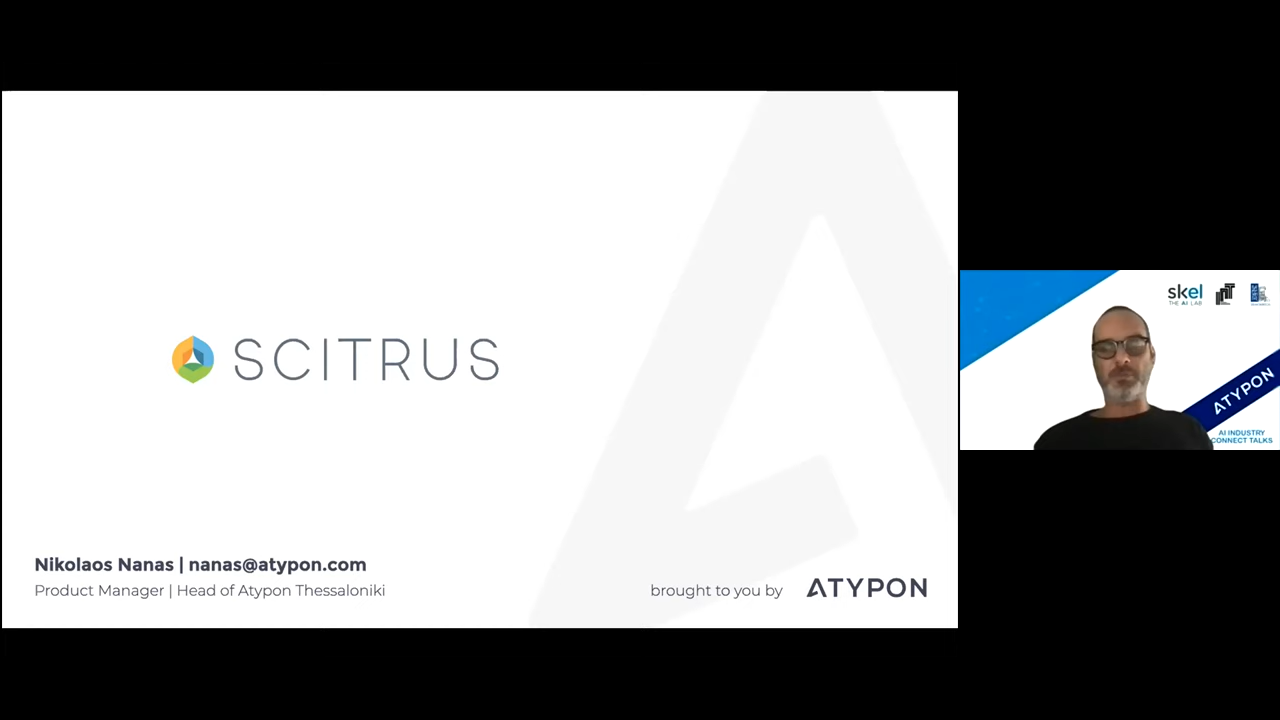 SCITRUS
Nikolaos Nanas | nanas@atypon.com
Product Manager | Head of Atypon Thessaloniki
brought to you by ATYPON
skel
THE AI LAB
ATYPON
AI INDUSTRY
CONNECT TALKS